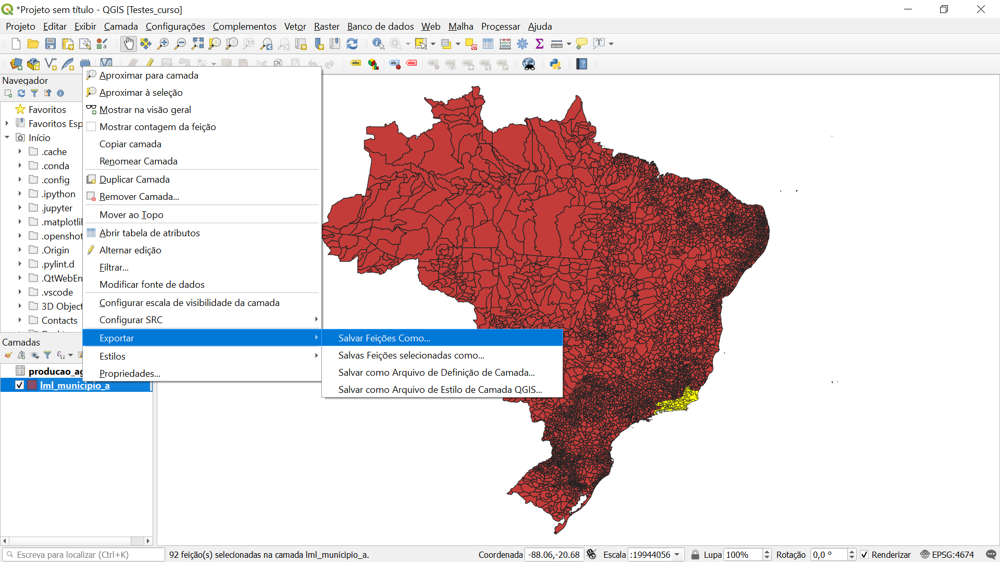 *Projeto sem título - QGIS [Testes_curso]
Projeto Editar Exibir Camada Configurações Complementos Vetor Raster Banco de dados Web Malha Processar Ajuda
Navegador
Favoritos
Favoritos Esp
Início
.cache
.conda
.config
.ipython
.jupyter
.matplotlib
.openshot
.Origin
.pylint.d
.QtWebEn
.vscode
3D Object
Contacts
Aproximar para camada
Aproximar à seleção
Mostrar na visão geral
Mostrar contagem da feição
Copiar camada
Renomear Camada
Duplicar Camada
Remover Camada...
Mover ao Topo
Abrir tabela de atributos
Alternar edição
Filtrar...
Modificar fonte de dados
Configurar escala de visibilidade da camada
Configurar SRC
Exportar
Estilos
Propriedades...
Salvar Feições Como...
Salvas Feições selecionadas como...
Salvar como Arquivo de Definição de Camada...
Salvar como Arquivo de Estilo de Camada QGIS...
Camadas
producao_ag
lml_municipio_a
Escreva para localizar (Ctrl+K) 92 feição(s) selecionadas na camada lml_municipio_a. Coordenada -88.06,-20.68 Escala :19944056 Lupa 100% Rotação 0,0 ° Renderizar EPSG:4674